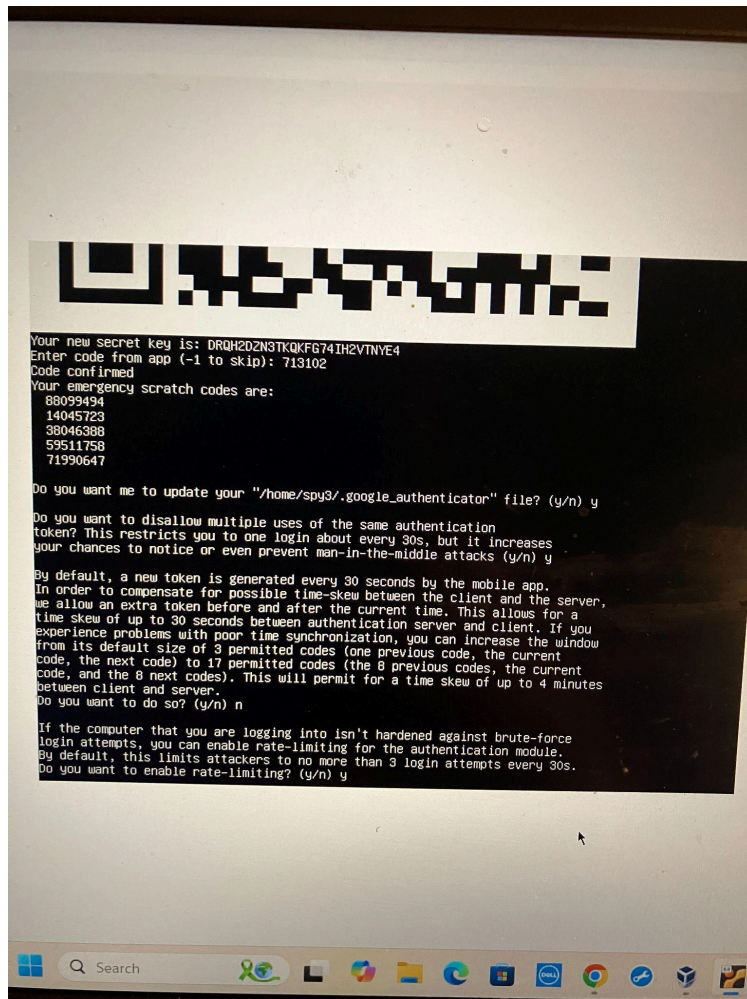 Your new secret key is: DRQH2DZN3TKQKFG74IH2VTNYE4
Enter code from app (-1 to skip): 713102
Code confirmed
Your emergency scratch codes are:
88099494
14045723
38046388
59511758
71990647
Do you want me to update your "/home/spy3/.google_authenticator" file? (y/n) y
Do you want to disallow multiple uses of the same authentication
token? This restricts you to one login about every 30s, but it increases
your chances to notice or even prevent man-in-the-middle attacks (y/n) y
By default, a new token is generated every 30 seconds by the mobile app.
In order to compensate for possible time-skew between the client and the server,
we allow an extra token before and after the current time. This allows for a
time skew of up to 30 seconds between authentication server and client. If you
experience problems with poor time synchronization, you can increase the window
from its default size of 3 permitted codes (one previous code, the current
code, the next code) to 17 permitted codes (the 8 previous codes, the current
code, and the 8 next codes). This will permit for a time skew of up to 4 minutes
between client and server.
Do you want to do so? (y/n) n
If the computer that you are logging into isn't hardened against brute-force
login attempts, you can enable rate-limiting for the authentication module.
By default, this limits attackers to no more than 3 login attempts every 30s.
Do you want to enable rate-limiting? (y/n) y
Search
DELL